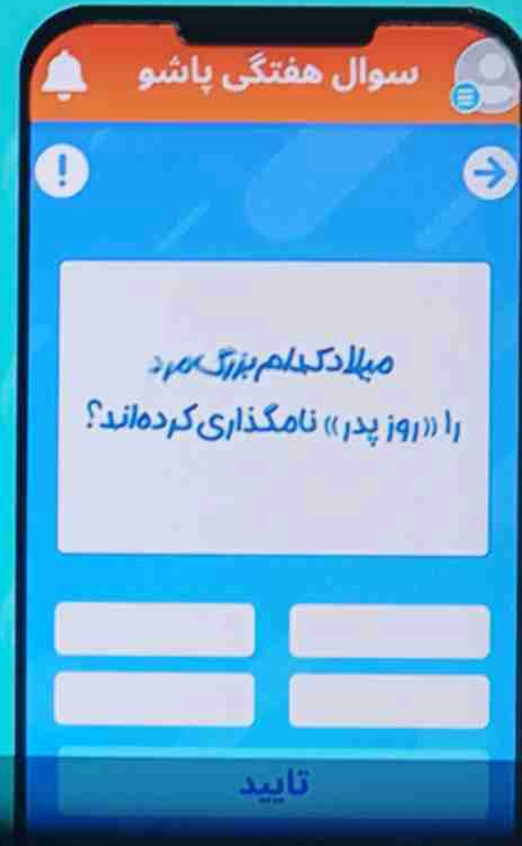 سوال هفتگی پاشو
میلاد کدام بزرگ‌مرد
را «روز پدر» نامگذاری کرده‌اند؟
تایید